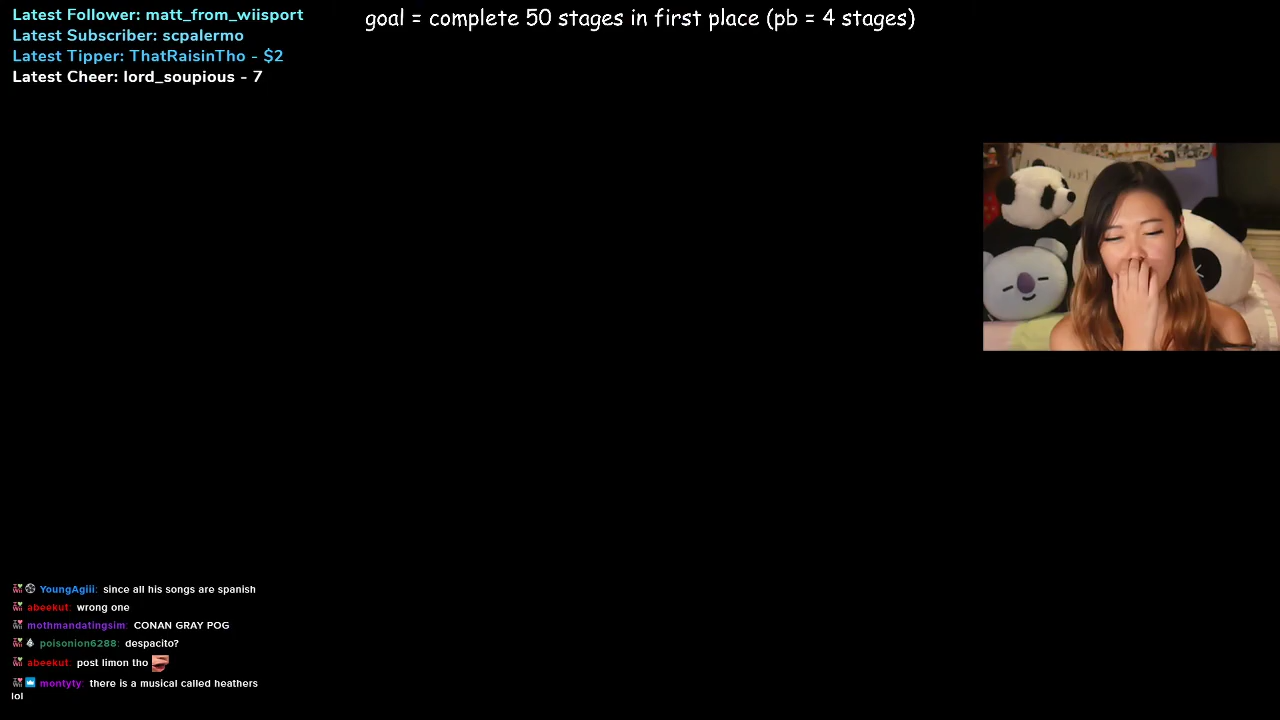 Latest Follower: matt_from_wiisport
Latest Subscriber: scpalermo
Latest Tipper: ThatRaisinTho - $2
Latest Cheer: lord_soupious - 7
goal = complete 50 stages in first place (pb = 4 stages)
YoungAgiii: since all his songs are spanish
abeekut: wrong one
mothmandatingsim: CONAN GRAY POG
poisonion6288: despacito?
abeekut: post limon tho
montyty: there is a musical called heathers
lol